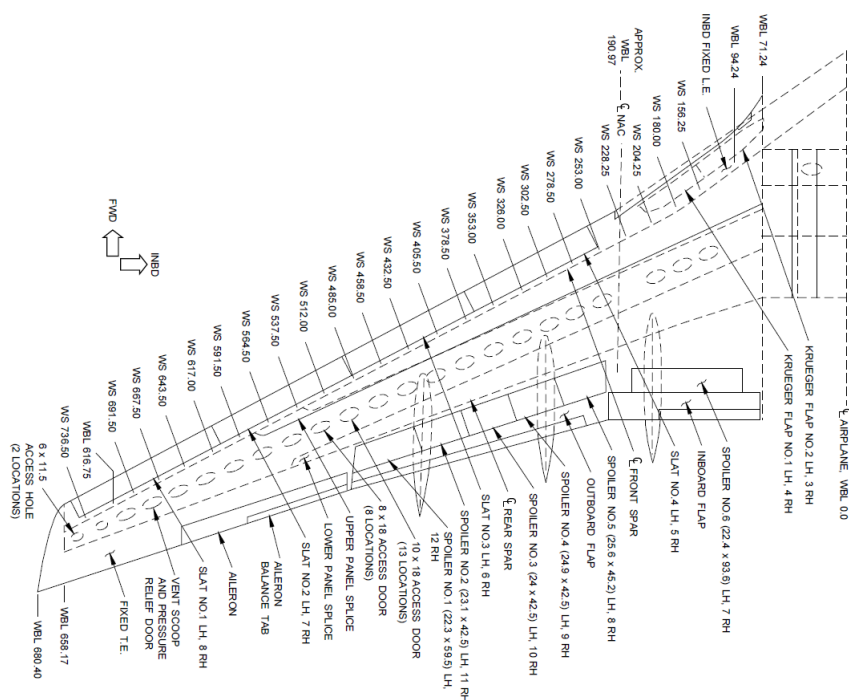 ℄ AIRPLANE, WBL 0.0
WBL 71.24
WBL 94.24
INBD FIXED L.E.
WS 156.25
WS 180.00
WS 204.25
WS 228.25
APPROX.
WBL
190.97
℄ NAC
WS 253.00
WS 278.50
WS 302.50
WS 326.00
WS 353.00
WS 378.50
WS 405.50
WS 432.50
WS 458.50
WS 485.00
WS 512.00
WS 537.50
WS 564.50
WS 591.50
WS 617.00
WS 643.50
WS 667.50
WS 691.50
WBL 616.75
WS 736.50
6 x 11.5
ACCESS HOLE
(2 LOCATIONS)
FWD
INBD
KRUEGER FLAP NO.2 LH, 3 RH
KRUEGER FLAP NO.1 LH, 4 RH
SPOILER NO.6 (22.4 x 93.6) LH, 7 RH
INBOARD FLAP
SLAT NO.4 LH, 5 RH
℄ FRONT SPAR
SPOILER NO.5 (25.6 x 45.2) LH, 8 RH
OUTBOARD FLAP
SPOILER NO.4 (24.9 x 42.5) LH, 9 RH
SPOILER NO.3 (24 x 42.5) LH, 10 RH
℄ REAR SPAR
SLAT NO.3 LH, 6 RH
SPOILER NO.2 (23.1 x 42.5) LH, 11 RH
SPOILER NO.1 (22.3 x 59.5) LH,
12 RH
10 x 18 ACCESS DOOR
(13 LOCATIONS)
8 x 18 ACCESS DOOR
(8 LOCATIONS)
UPPER PANEL SPLICE
LOWER PANEL SPLICE
SLAT NO.2 LH, 7 RH
AILERON
BALANCE TAB
AILERON
SLAT NO.1 LH, 8 RH
VENT SCOOP
AND PRESSURE
RELIEF DOOR
FIXED T.E.
WBL 658.17
WBL 680.40